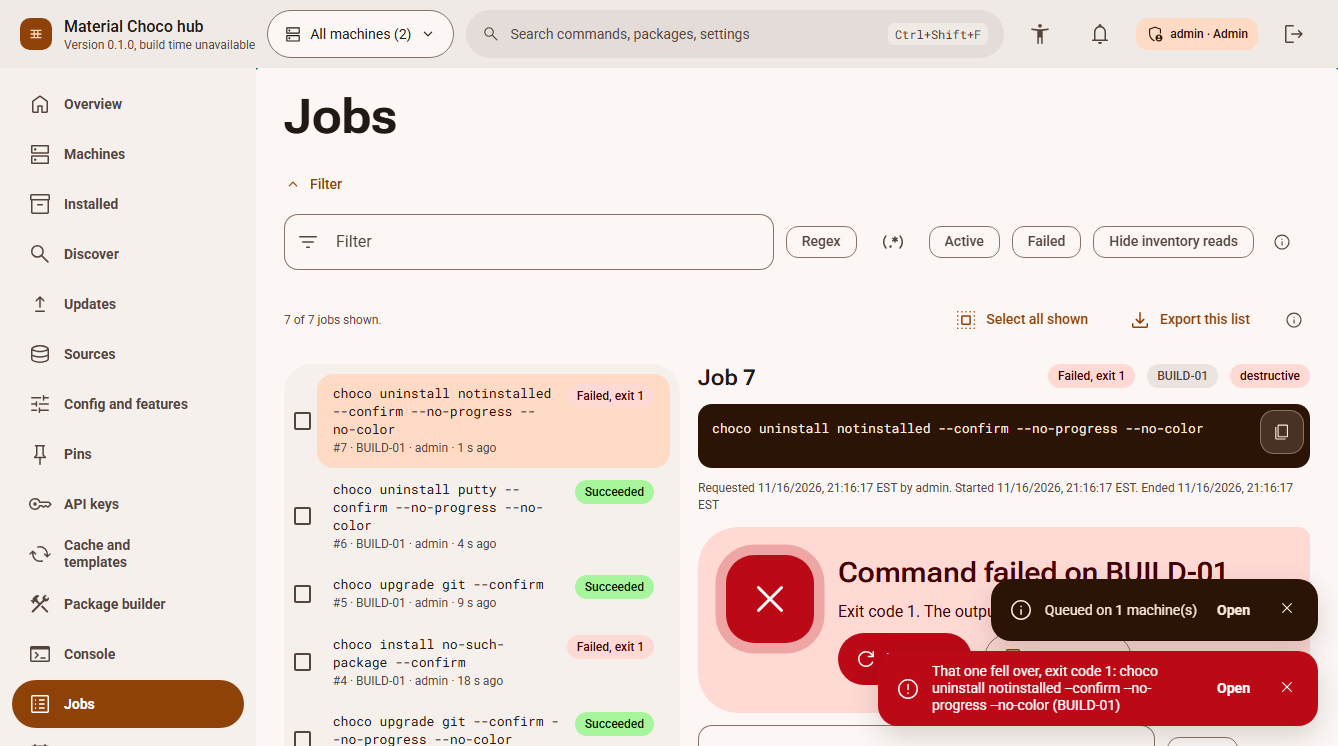 Material Choco hub
Version 0.1.0, build time unavailable
All machines (2)
Search commands, packages, settings
Ctrl+Shift+F
admin · Admin
Overview
Machines
Installed
Discover
Updates
Sources
Config and features
Pins
API keys
Cache and
templates
Package builder
Console
Jobs
Jobs
Filter
Filter
Regex
(.*)
Active
Failed
Hide inventory reads
7 of 7 jobs shown.
Select all shown
Export this list
choco uninstall notinstalled
--confirm --no-progress --
no-color
#7 · BUILD-01 · admin · 1 s ago
Failed, exit 1
choco uninstall putty --
confirm --no-progress --no-
color
#6 · BUILD-01 · admin · 4 s ago
Succeeded
choco upgrade git --confirm
#5 · BUILD-01 · admin · 9 s ago
Succeeded
choco install no-such-
package --confirm
#4 · BUILD-01 · admin · 18 s ago
Failed, exit 1
choco upgrade git --confirm -
-no-progress --no-color
Succeeded
Job 7
Failed, exit 1
BUILD-01
destructive
choco uninstall notinstalled --confirm --no-progress --no-color
Requested 11/16/2026, 21:16:17 EST by admin. Started 11/16/2026, 21:16:17 EST. Ended 11/16/2026, 21:16:17
EST
Command failed on BUILD-01
Exit code 1. The outpu
Queued on 1 machine(s)
Open
That one fell over, exit code 1: choco
uninstall notinstalled --confirm --no-
progress --no-color (BUILD-01)
Open